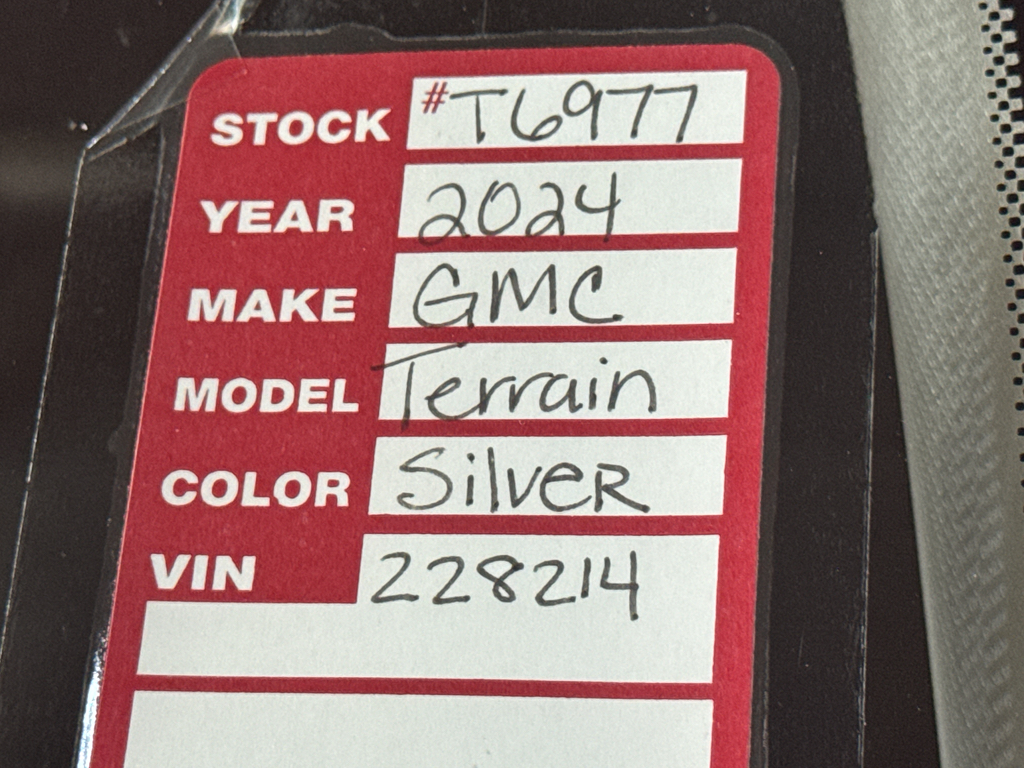 STOCK #T6977
YEAR 2024
MAKE GMC
MODEL Terrain
COLOR Silver
VIN 228214